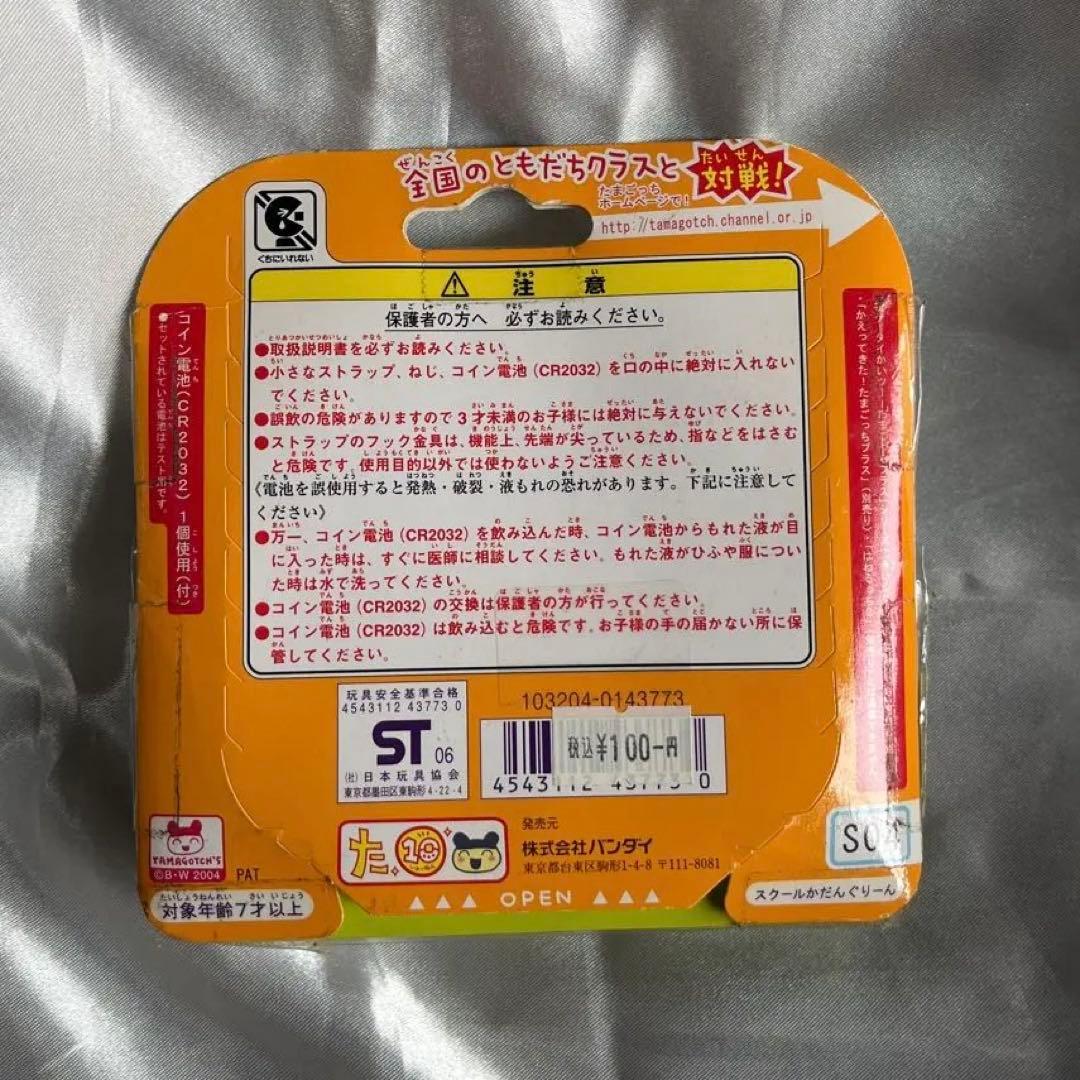 全国のともだちクラスと 対戦!
たまごっち
ホームページで!
http://tamagotch.channel.or.jp
くちにいれない
注意
保護者の方へ 必ずお読みください。
●取扱説明書を必ずお読みください。
●小さなストラップ、ねじ、コイン電池(CR2032)を口の中に絶対に入れない
でください。
●誤飲の危険がありますので3才未満のお子様には絶対に与えないでください。
●ストラップのフック金具は、機能上、先端が尖っているため、指などをはさむ
と危険です。使用目的以外では使わないようご注意ください。
《電池を誤使用すると発熱・破裂・液もれの恐れがあります。下記に注意して
ください》
●万一、コイン電池(CR2032)を飲み込んだ時、コイン電池からもれた液が目
に入った時は、すぐに医師に相談してください。もれた液がひふや服につい
た時は水で洗ってください。
●コイン電池(CR2032)の交換は保護者の方が行ってください。
●コイン電池(CR2032)は飲み込むと危険です。お子様の手の届かない所に保
管してください。
コイン電池(CR2032)1個使用(付)
●セットされている電池はテスト用です。
「かえってきた!たまごっちプラス」(別売り)
玩具安全基準合格
4543112 43773 0
ST 06
(社)日本玩具協会
東京都墨田区東駒形4-22-4
103204-0143773
税込¥100-円
4543112 43773 0
た 10
発売元
株式会社バンダイ
東京都台東区駒形1-4-8 〒111-8081
TAMAGOTCH'S
©B・W 2004
PAT
対象年齢7才以上
OPEN
スクールかだんぐりーん